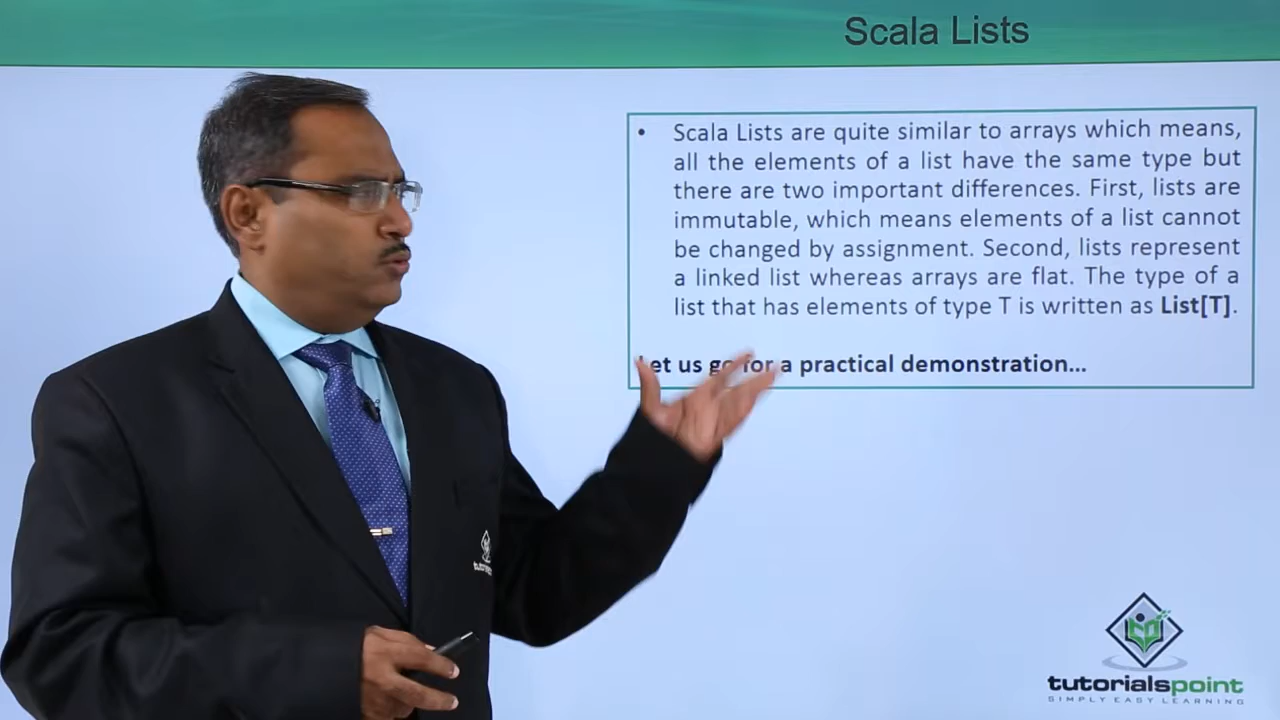 Scala Lists
• Scala Lists are quite similar to arrays which means,
all the elements of a list have the same type but
there are two important differences. First, lists are
immutable, which means elements of a list cannot
be changed by assignment. Second, lists represent
a linked list whereas arrays are flat. The type of a
list that has elements of type T is written as List[T].
Let us go for a practical demonstration...
tutorialspoint
SIMPLY EASY LEARNING